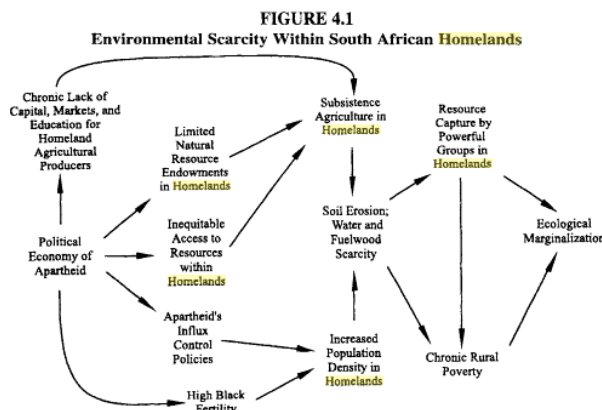 FIGURE 4.1
Environmental Scarcity Within South African Homelands
Chronic Lack of
Capital, Markets, and
Education for
Homeland
Agricultural
Producers
Limited
Natural
Resource
Endowments
in Homelands
Subsistence
Agriculture in
Homelands
Resource
Capture by
Powerful
Groups in
Homelands
Political
Economy of
Apartheid
Inequitable
Access to
Resources
within
Homelands
Soil Erosion;
Water and
Fuelwood
Scarcity
Ecological
Marginalization
Apartheid's
Influx
Control
Policies
Increased
Population
Density in
Homelands
Chronic Rural
Poverty
High Black
Fertility